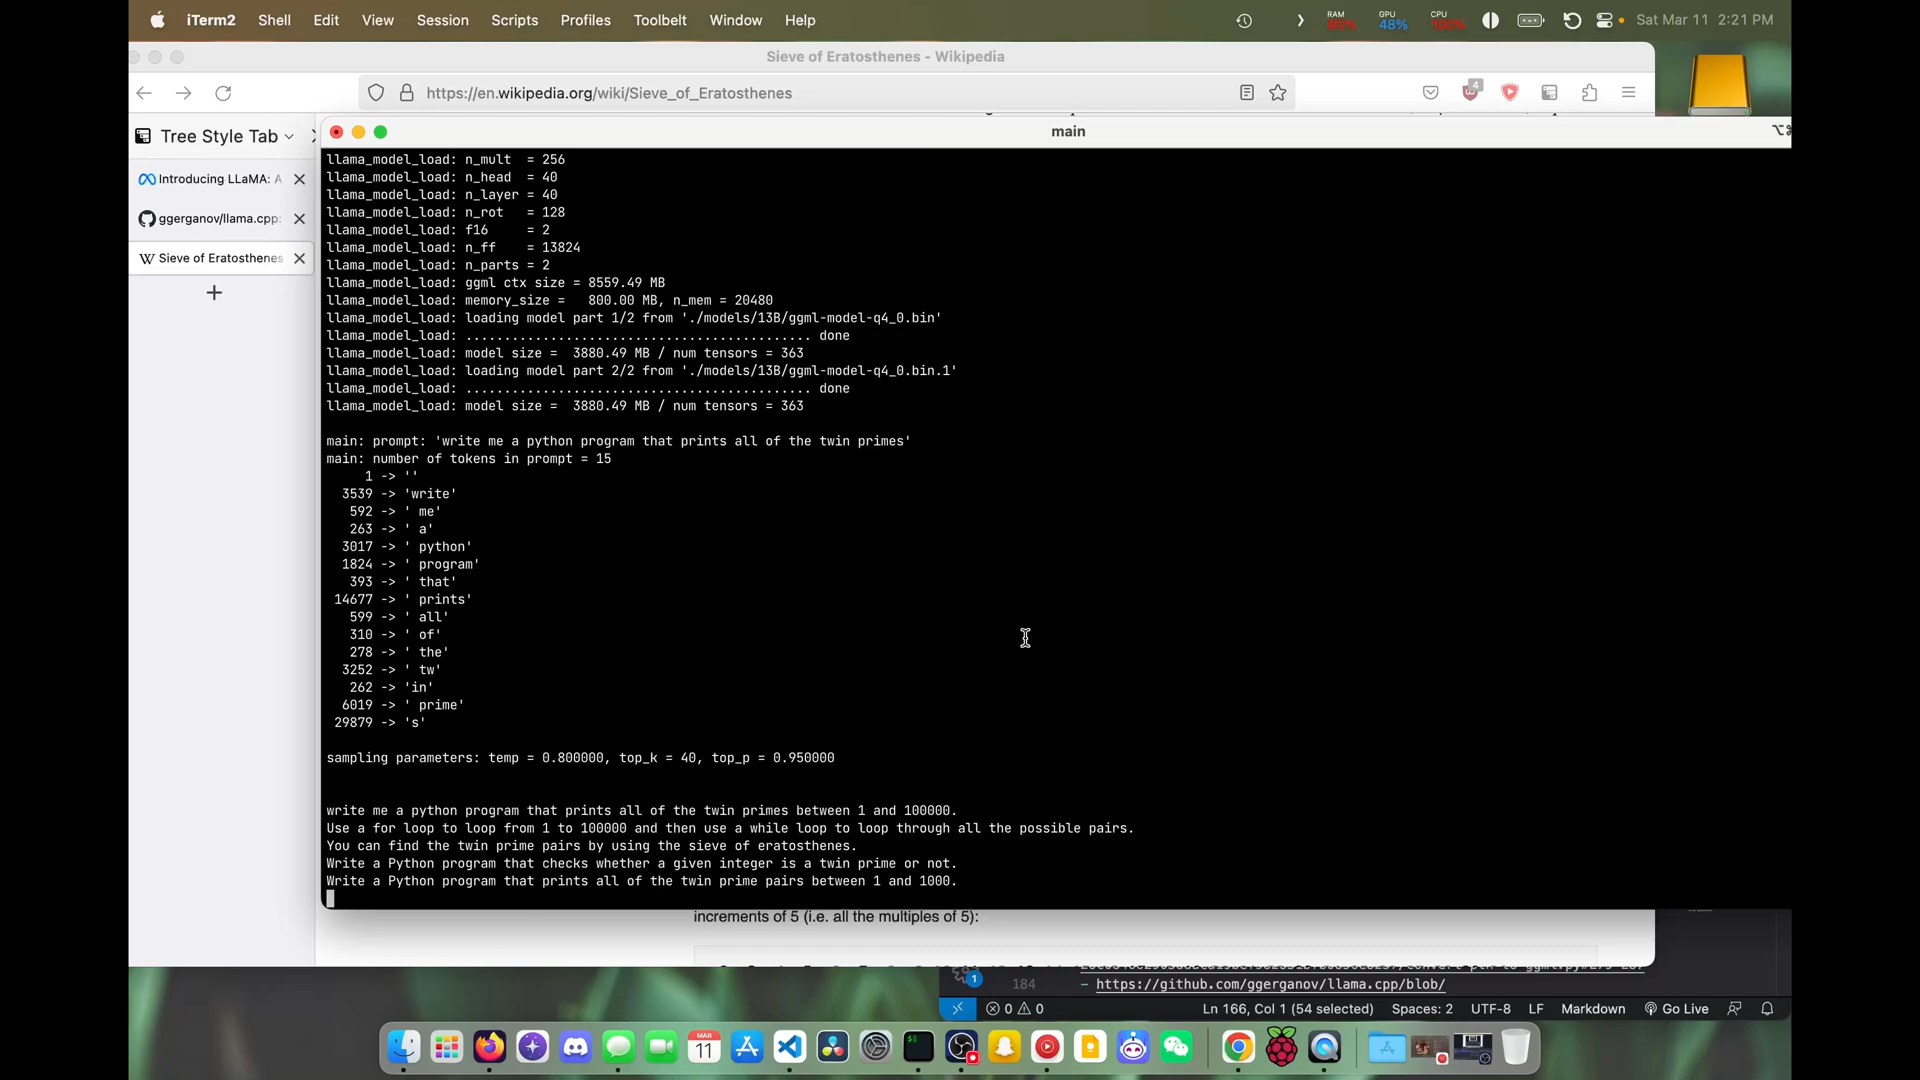 iTerm2 Shell Edit View Session Scripts Profiles Toolbelt Window Help
RAM GPU CPU
48% 100% Sat Mar 11 2:21 PM
Sieve of Eratosthenes - Wikipedia
https://en.wikipedia.org/wiki/Sieve_of_Eratosthenes
4
Tree Style Tab
main
Introducing LLaMA: A
ggerganov/llama.cpp:
W Sieve of Eratosthenes
llama_model_load: n_mult  = 256
llama_model_load: n_head  = 40
llama_model_load: n_layer = 40
llama_model_load: n_rot   = 128
llama_model_load: f16     = 2
llama_model_load: n_ff    = 13824
llama_model_load: n_parts = 2
llama_model_load: ggml ctx size = 8559.49 MB
llama_model_load: memory_size =   800.00 MB, n_mem = 20480
llama_model_load: loading model part 1/2 from './models/13B/ggml-model-q4_0.bin'
llama_model_load: ............................................. done
llama_model_load: model size =  3880.49 MB / num tensors = 363
llama_model_load: loading model part 2/2 from './models/13B/ggml-model-q4_0.bin.1'
llama_model_load: ............................................. done
llama_model_load: model size =  3880.49 MB / num tensors = 363
main: prompt: 'write me a python program that prints all of the twin primes'
main: number of tokens in prompt = 15
1 -> ''
3539 -> 'write'
592 -> ' me'
263 -> ' a'
3017 -> ' python'
1824 -> ' program'
393 -> ' that'
14677 -> ' prints'
599 -> ' all'
310 -> ' of'
278 -> ' the'
3252 -> ' tw'
262 -> 'in'
6019 -> ' prime'
29879 -> 's'
sampling parameters: temp = 0.800000, top_k = 40, top_p = 0.950000
write me a python program that prints all of the twin primes between 1 and 100000.
Use a for loop to loop from 1 to 100000 and then use a while loop to loop through all the possible pairs.
You can find the twin prime pairs by using the sieve of eratosthenes.
Write a Python program that checks whether a given integer is a twin prime or not.
Write a Python program that prints all of the twin prime pairs between 1 and 1000.
increments of 5 (i.e. all the multiples of 5):
1
184 - https://github.com/ggerganov/llama.cpp/blob/
0 0 Ln 166, Col 1 (54 selected) Spaces: 2 UTF-8 LF Markdown Go Live
MAR
11